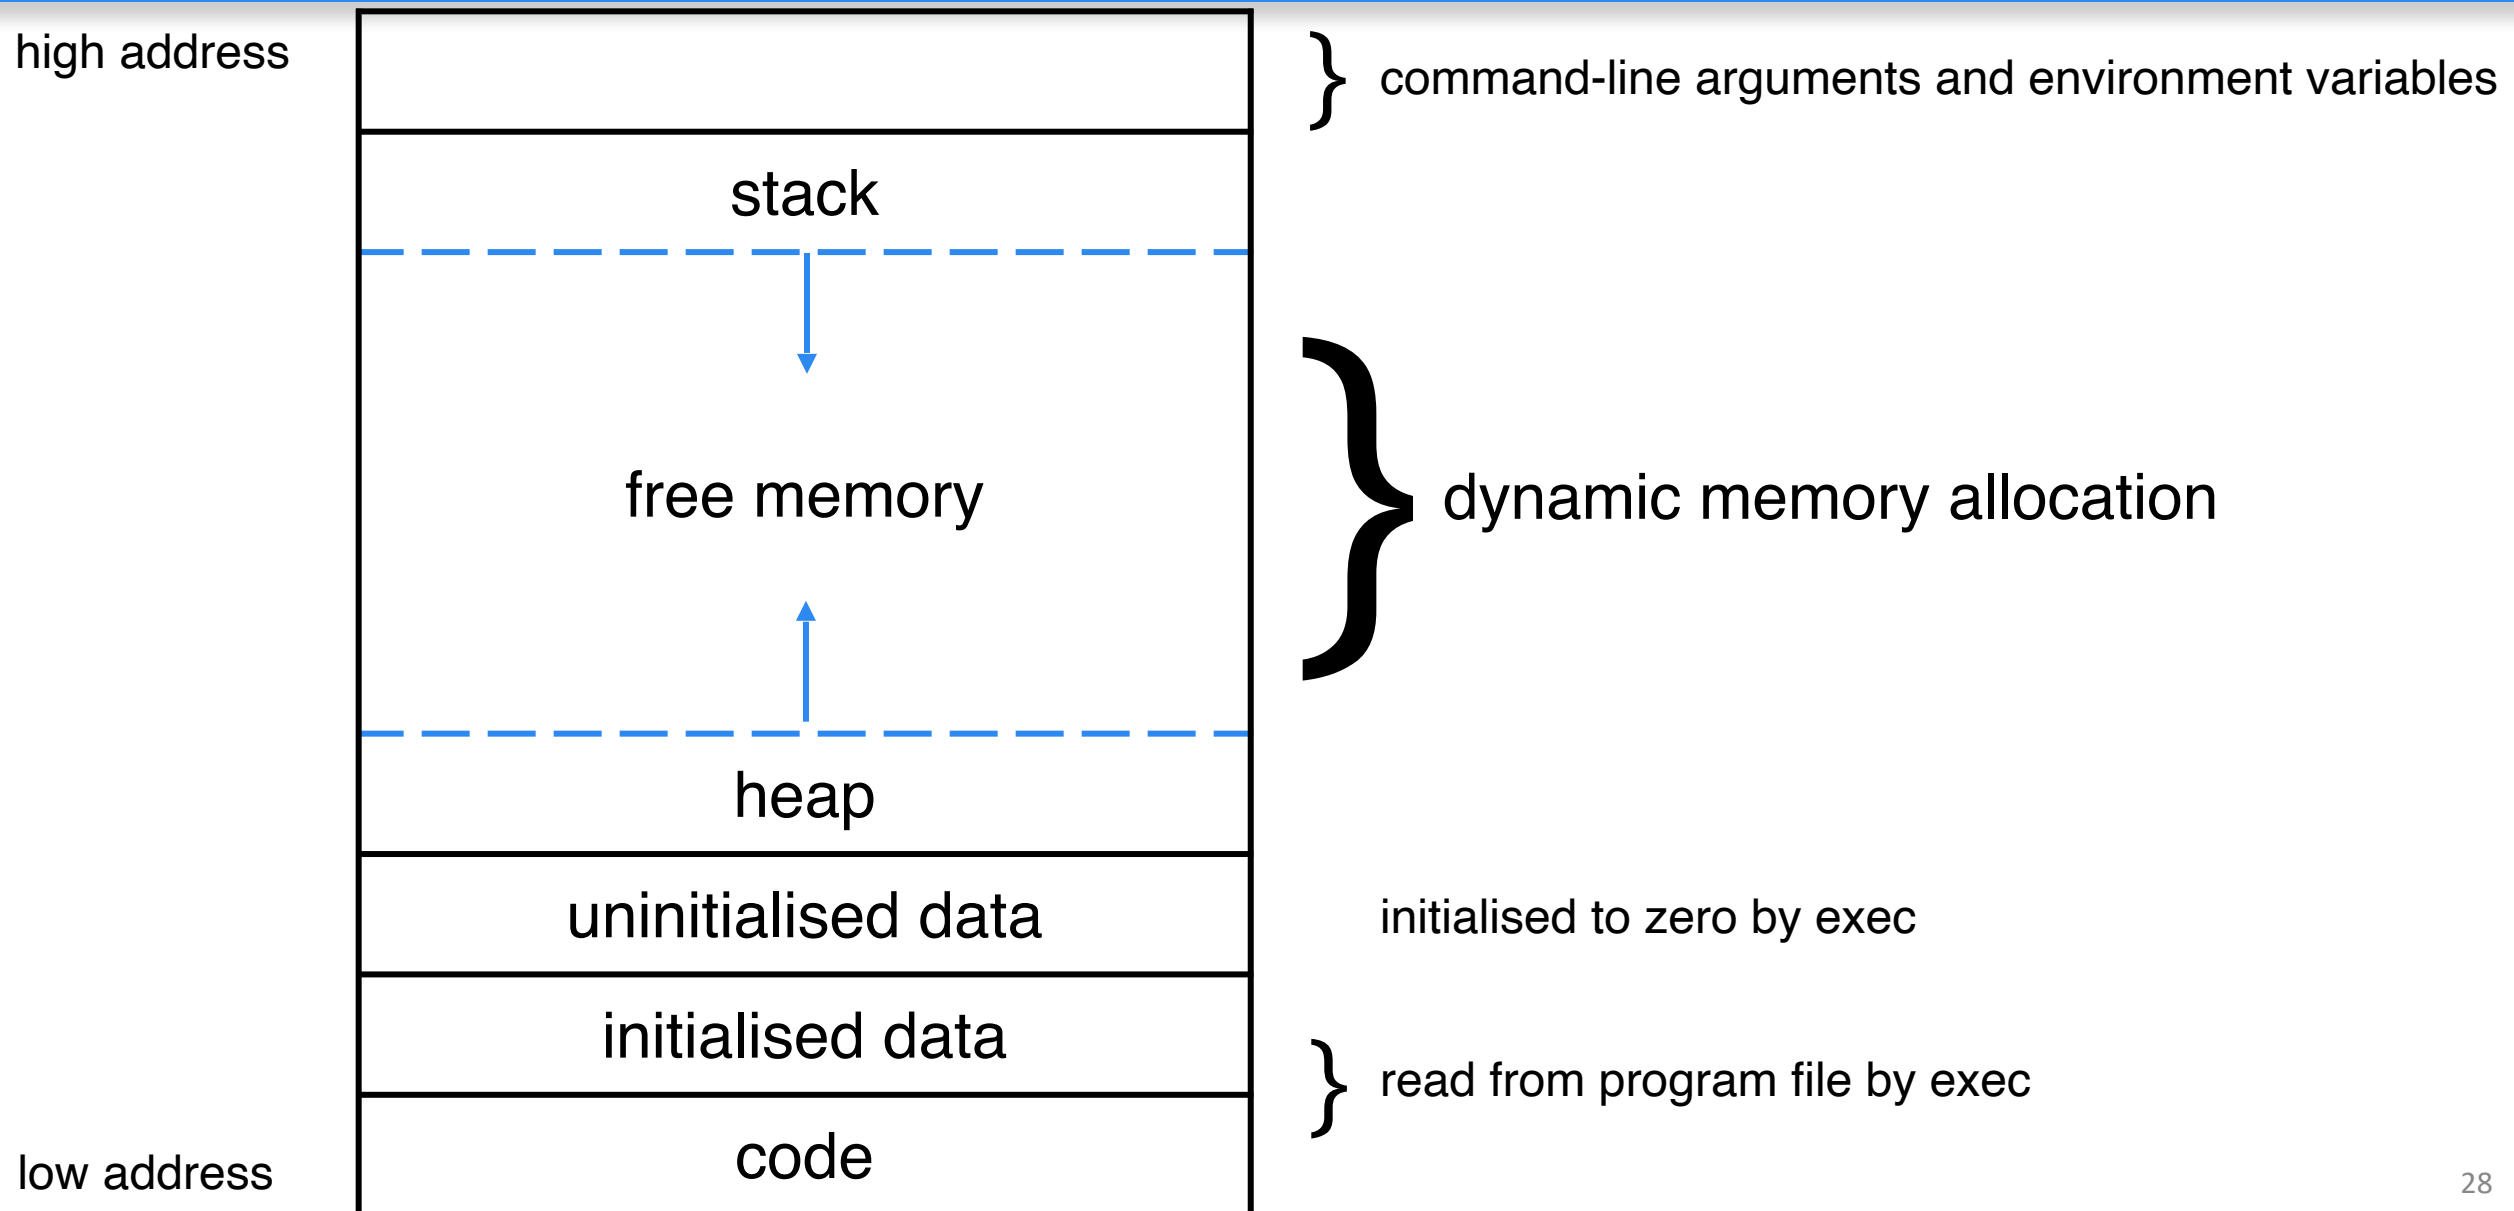 high address
command-line arguments and environment variables
stack
free memory
dynamic memory allocation
heap
uninitialised data
initialised to zero by exec
initialised data
read from program file by exec
code
low address
28